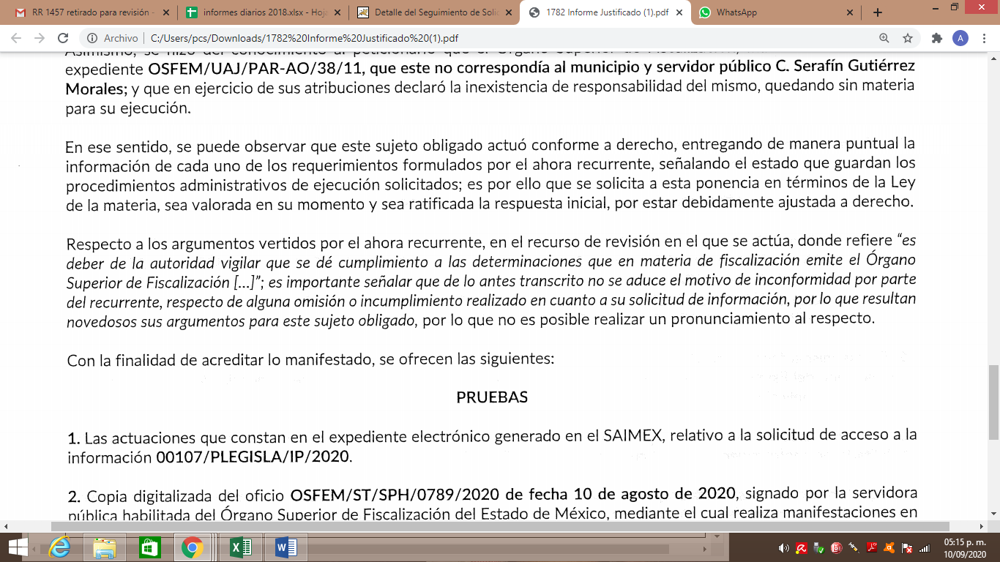 RR 1457 retirado para revisión -
informes diarios 2018.xlsx - Hoja
Detalle del Seguimiento de Solic
1782 Informe Justificado (1).pdf
WhatsApp
Archivo
C:/Users/pcs/Downloads/1782%20Informe%20Justificado%20(1).pdf
A
expediente OSFEM/UAJ/PAR-AO/38/11, que este no correspondía al municipio y servidor público C. Serafín Gutiérrez
Morales; y que en ejercicio de sus atribuciones declaró la inexistencia de responsabilidad del mismo, quedando sin materia
para su ejecución.
En ese sentido, se puede observar que este sujeto obligado actuó conforme a derecho, entregando de manera puntual la
información de cada uno de los requerimientos formulados por el ahora recurrente, señalando el estado que guardan los
procedimientos administrativos de ejecución solicitados; es por ello que se solicita a esta ponencia en términos de la Ley
de la materia, sea valorada en su momento y sea ratificada la respuesta inicial, por estar debidamente ajustada a derecho.
Respecto a los argumentos vertidos por el ahora recurrente, en el recurso de revisión en el que se actúa, donde refiere “es
deber de la autoridad vigilar que se dé cumplimiento a las determinaciones que en materia de fiscalización emite el Órgano
Superior de Fiscalización [...]”; es importante señalar que de lo antes transcrito no se aduce el motivo de inconformidad por parte
del recurrente, respecto de alguna omisión o incumplimiento realizado en cuanto a su solicitud de información, por lo que resultan
novedosos sus argumentos para este sujeto obligado, por lo que no es posible realizar un pronunciamiento al respecto.
Con la finalidad de acreditar lo manifestado, se ofrecen las siguientes:
PRUEBAS
1. Las actuaciones que constan en el expediente electrónico generado en el SAIMEX, relativo a la solicitud de acceso a la
información 00107/PLEGISLA/IP/2020.
2. Copia digitalizada del oficio OSFEM/ST/SPH/0789/2020 de fecha 10 de agosto de 2020, signado por la servidora
pública habilitada del Órgano Superior de Fiscalización del Estado de México, mediante el cual realiza manifestaciones en
05:15 p. m.
10/09/2020